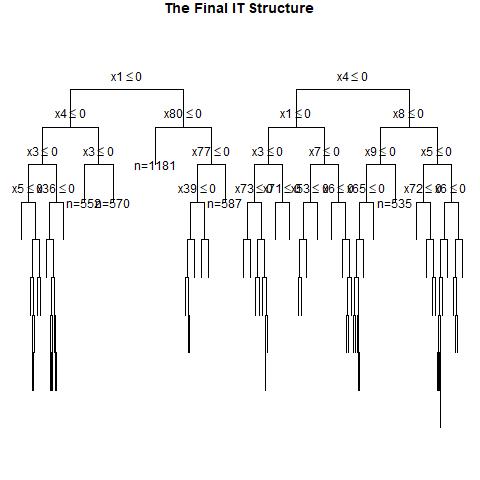 The Final IT Structure
x1 ≤ 0 x4 ≤ 0
x4 ≤ 0 x80 ≤ 0 x1 ≤ 0 x8 ≤ 0
x3 ≤ 0 x3 ≤ 0 n=1181 x77 ≤ 0 x3 ≤ 0 x7 ≤ 0 x9 ≤ 0 x5 ≤ 0
x5 ≤ 0 x36 ≤ 0 n=552 n=570 x39 ≤ 0 n=587 x73 ≤ 0 x71 ≤ 0 x53 ≤ 0 x6 ≤ 0 x65 ≤ 0 n=535 x72 ≤ 0 x6 ≤ 0